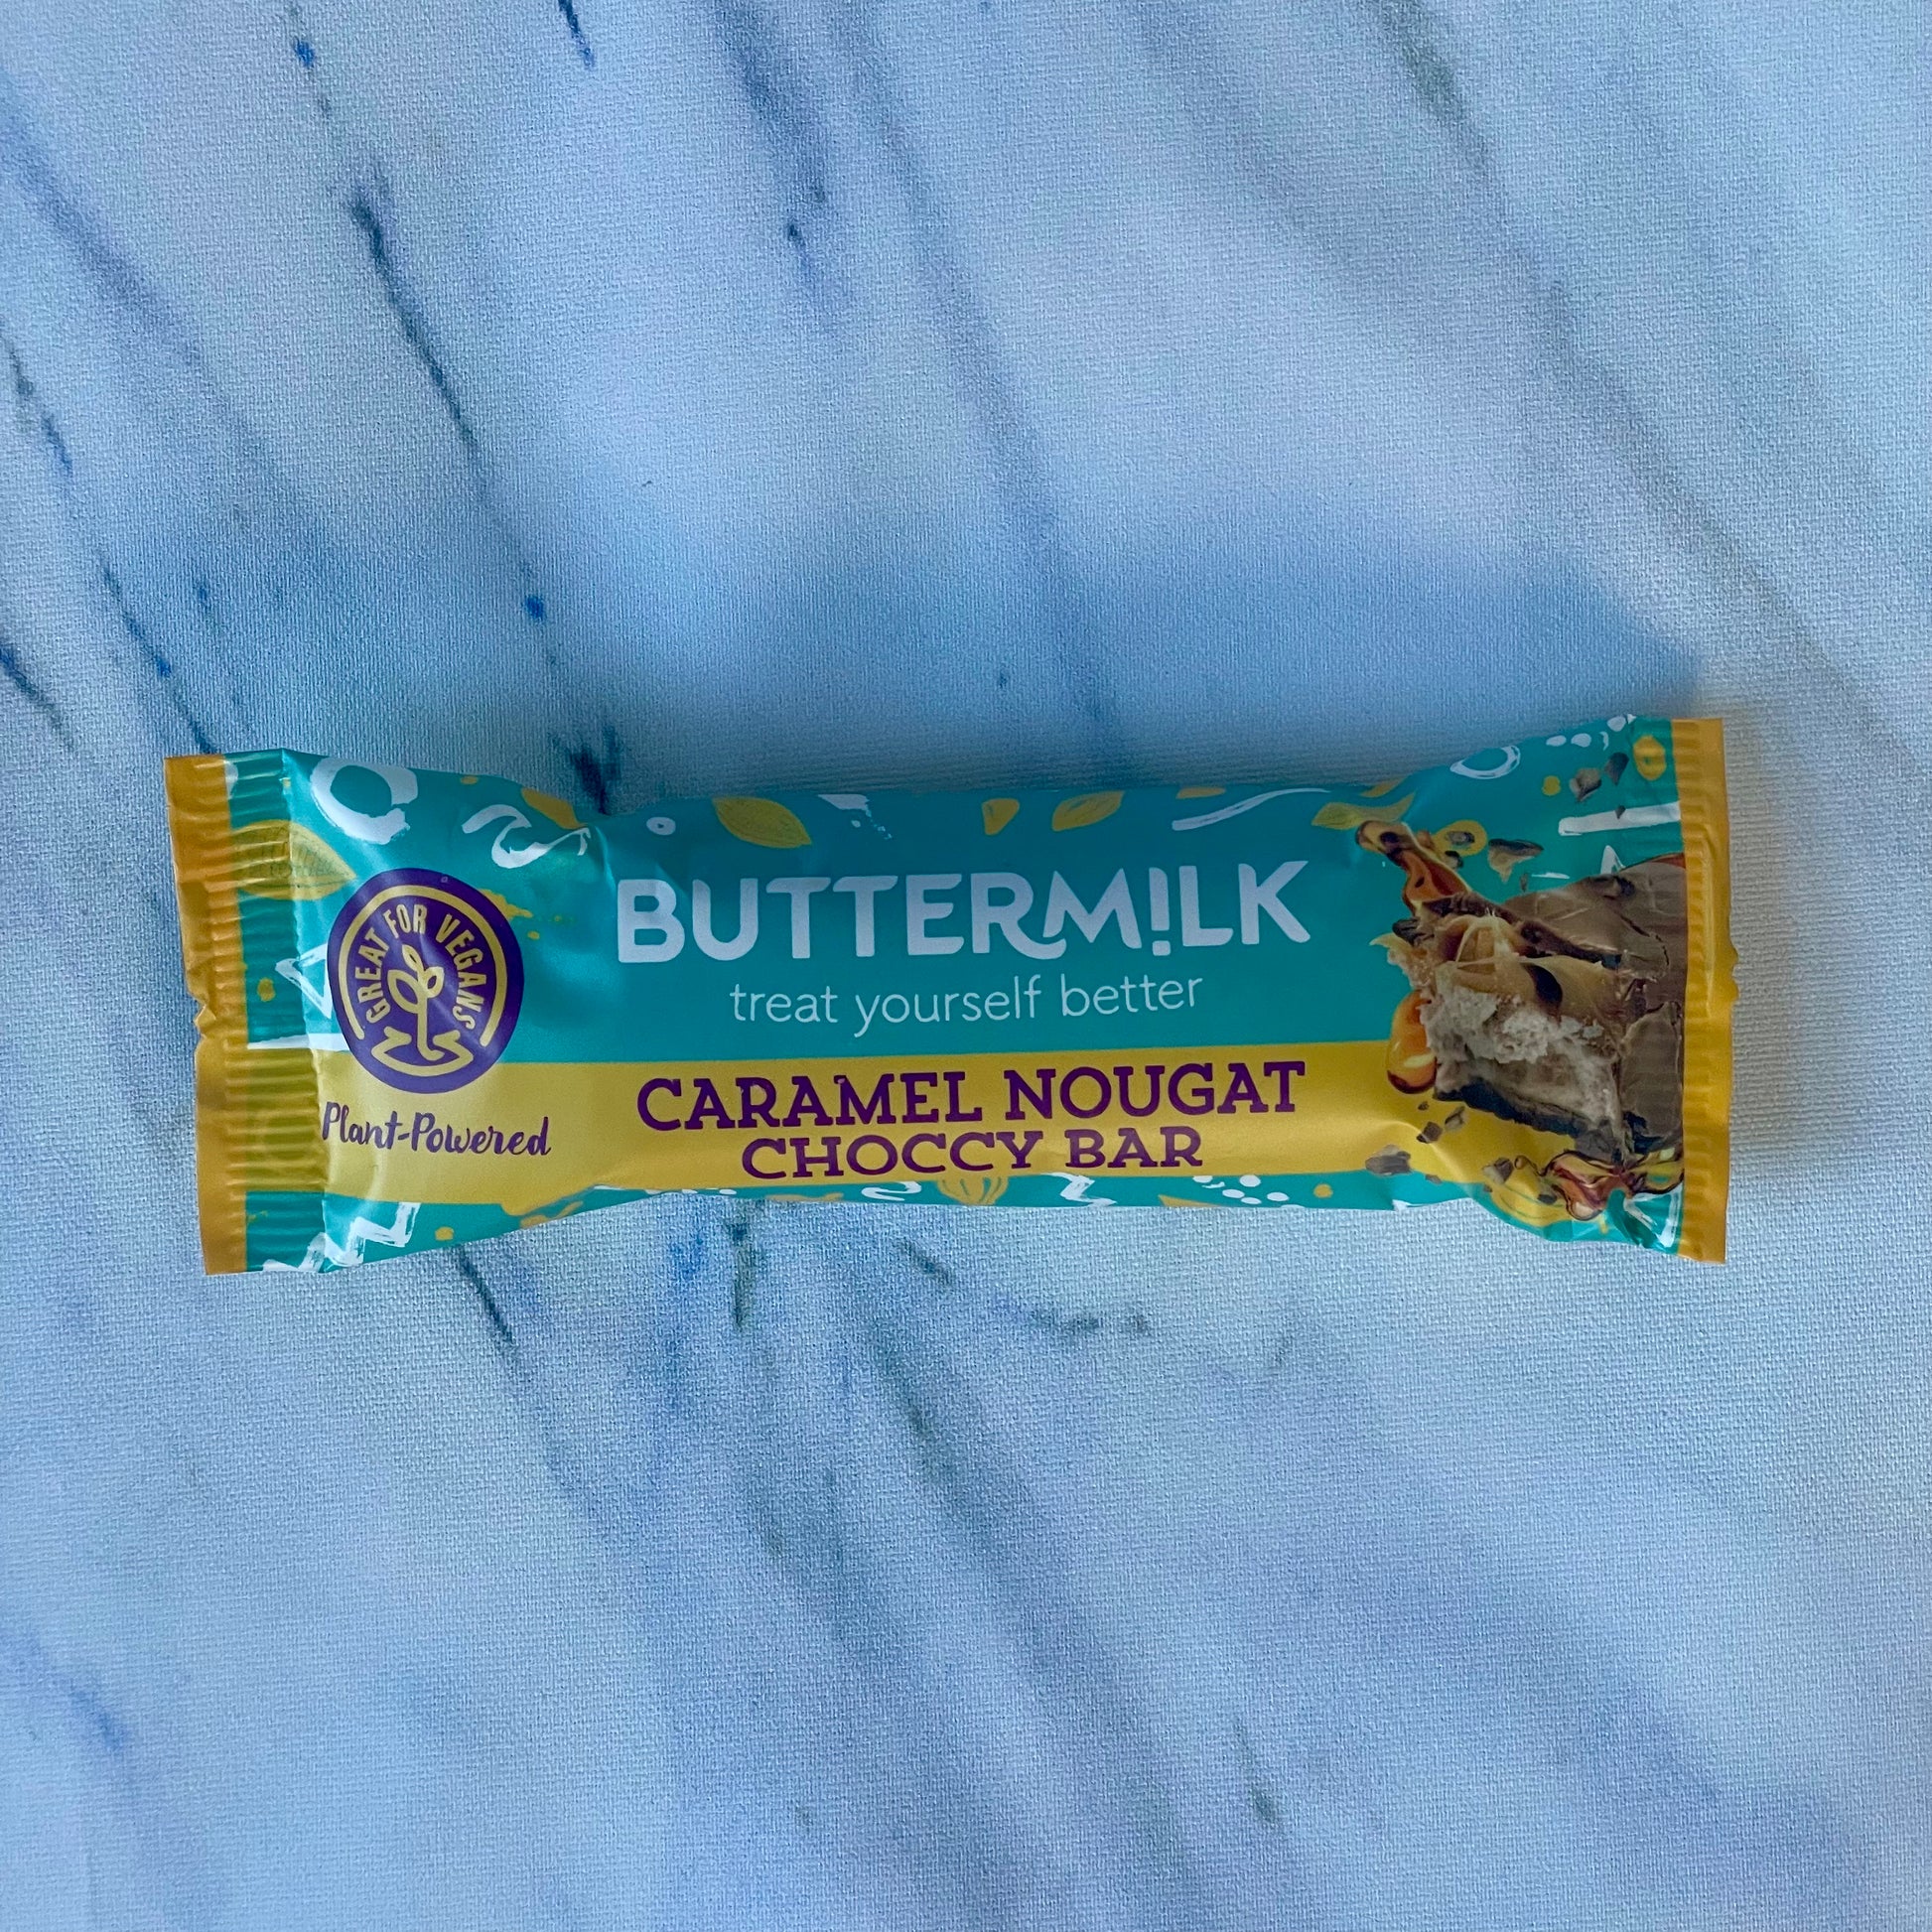 GREAT FOR VEGANS
Plant-Powered
BUTTERM!LK
treat yourself better
CARAMEL NOUGAT
CHOCCY BAR